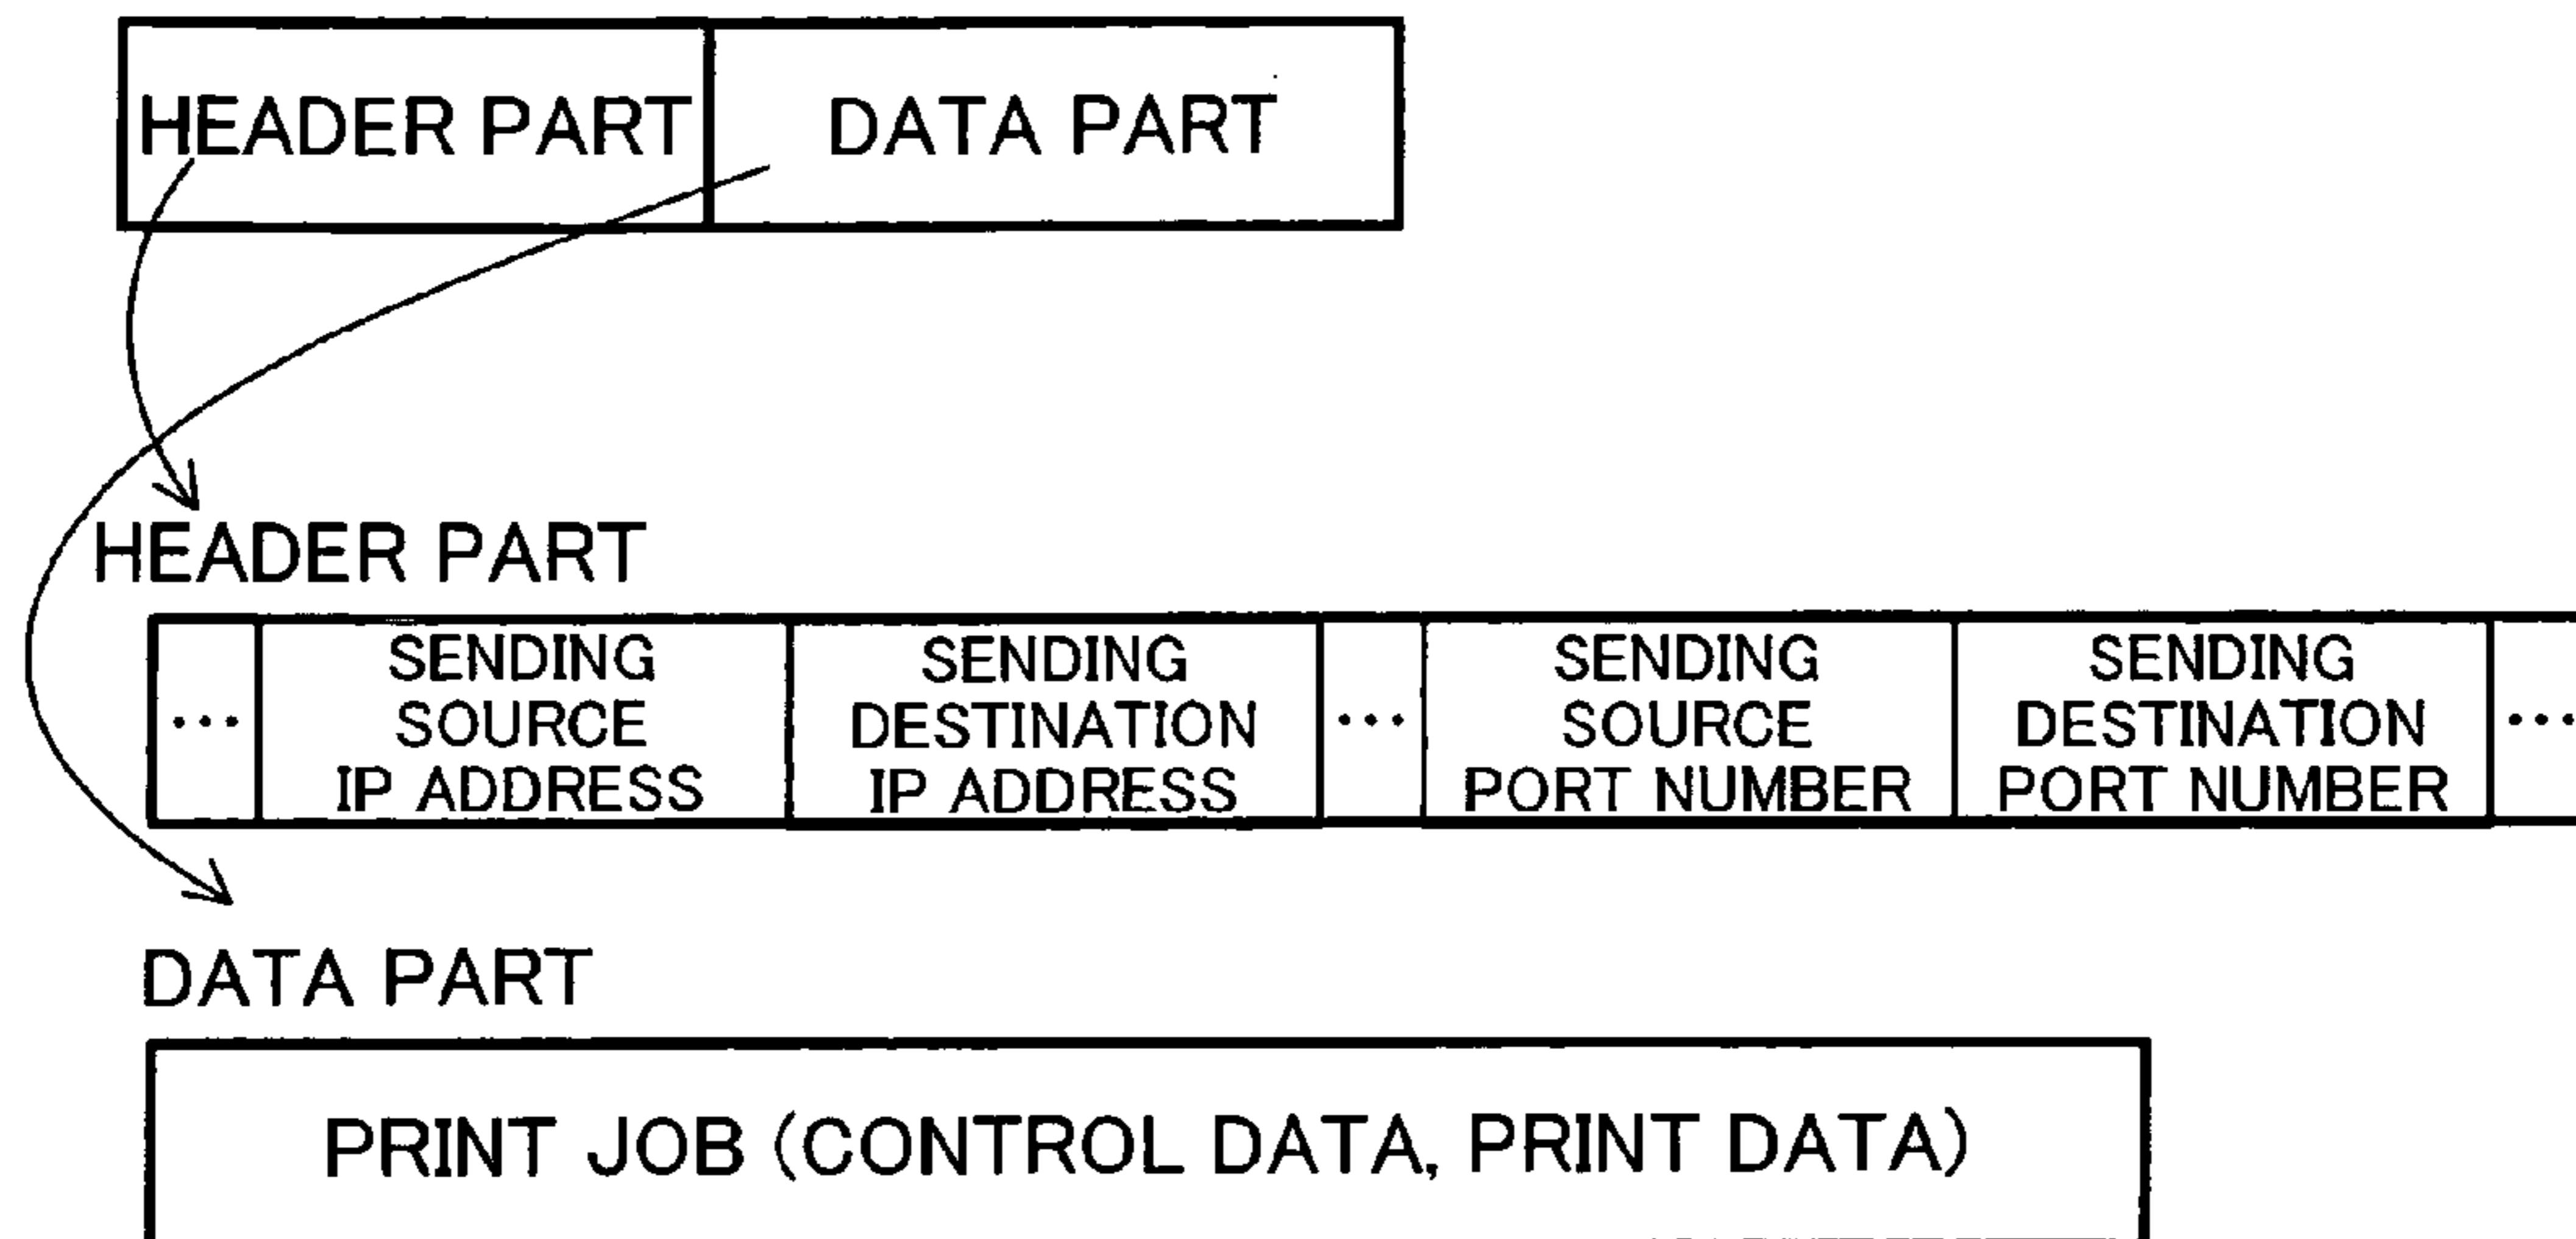 HEADER PART
DATA PART
HEADER PART
...
SENDING
SOURCE
IP ADDRESS
SENDING
DESTINATION
IP ADDRESS
...
SENDING
SOURCE
PORT NUMBER
SENDING
DESTINATION
PORT NUMBER
...
DATA PART
PRINT JOB (CONTROL DATA, PRINT DATA)